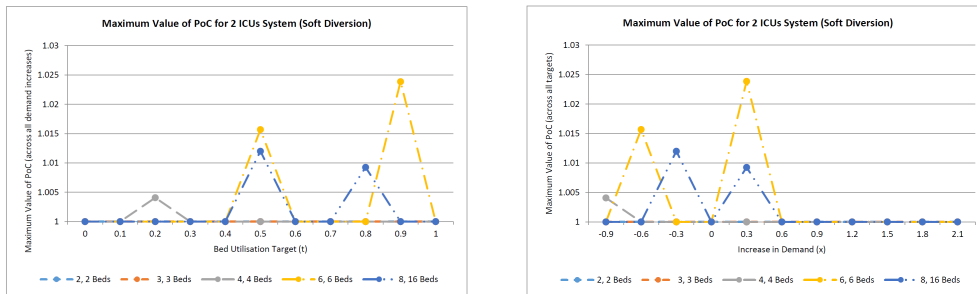 Maximum Value of PoC for 2 ICUs System (Soft Diversion)
Maximum Value of PoC (across all demand increases)
1.03
1.025
1.02
1.015
1.01
1.005
1
0 0.1 0.2 0.3 0.4 0.5 0.6 0.7 0.8 0.9 1
Bed Utilisation Target (t)
2, 2 Beds 3, 3 Beds 4, 4 Beds 6, 6 Beds 8, 16 Beds
Maximum Value of PoC for 2 ICUs System (Soft Diversion)
Maximum Value of PoC (across all targets)
1.03
1.025
1.02
1.015
1.01
1.005
1
-0.9 -0.6 -0.3 0 0.3 0.6 0.9 1.2 1.5 1.8 2.1
Increase in Demand (x)
2, 2 Beds 3, 3 Beds 4, 4 Beds 6, 6 Beds 8, 16 Beds